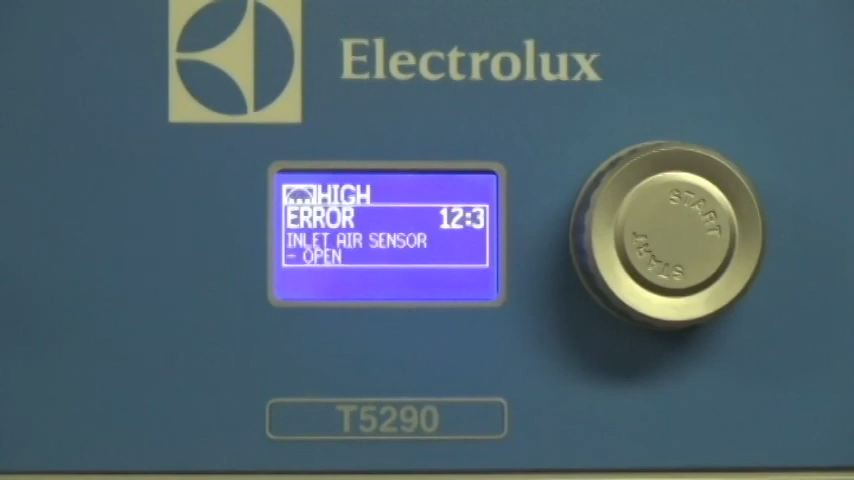 Electrolux
HIGH
ERROR 12:3
INLET AIR SENSOR
- OPEN
START
START
T5290